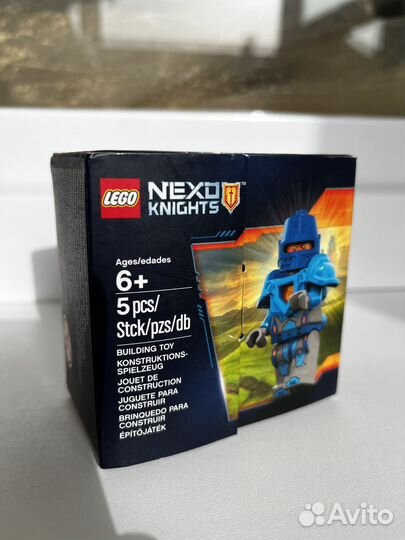 LEGO
NEXO
KNIGHTS
Ages/edades
6+
5 pcs/
Stck/pzs/db
BUILDING TOY
KONSTRUKTIONS-
SPIELZEUG
JOUET DE
CONSTRUCTION
JUGUETE PARA
CONSTRUIR
BRINQUEDO PARA
CONSTRUIR
ÉPÍTŐJÁTÉK
Avito